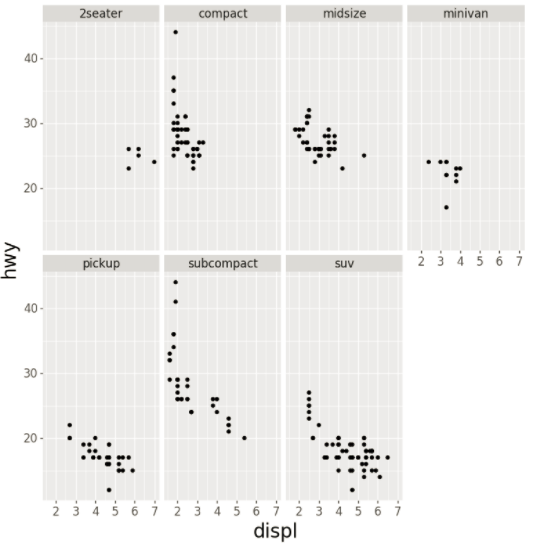 2seater compact midsize minivan
40
30
20
2 3 4 5 6 7
hwy
pickup subcompact suv
40
30
20
2 3 4 5 6 7 2 3 4 5 6 7 2 3 4 5 6 7
displ